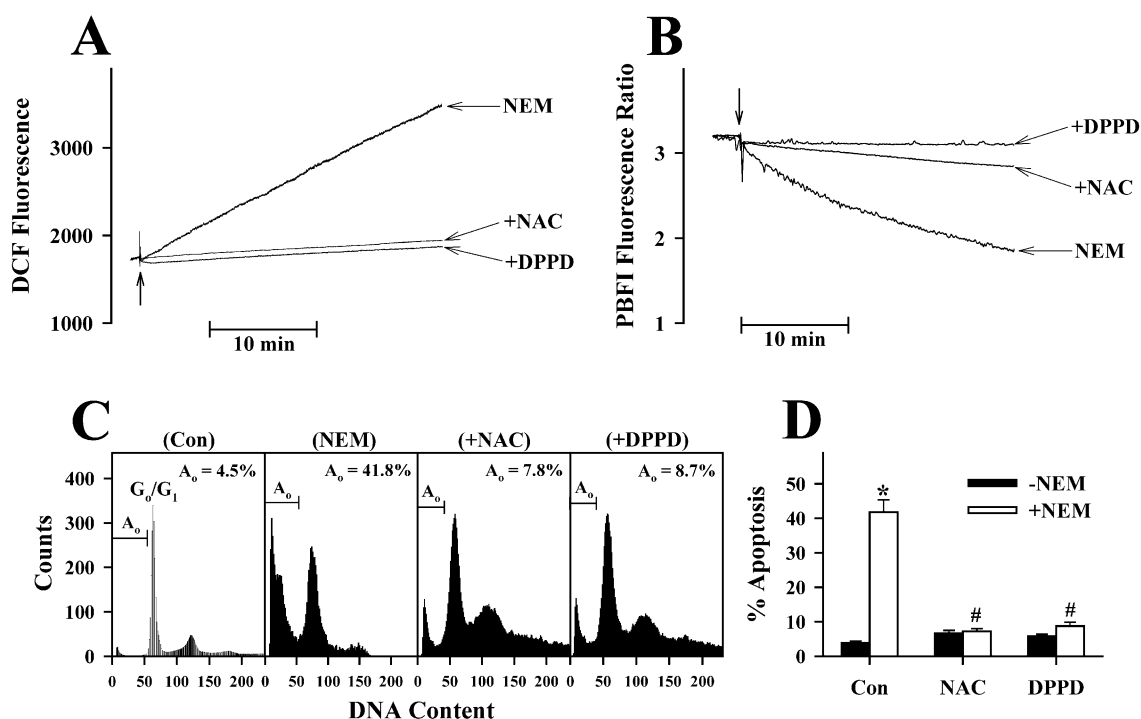 A
DCF Fluorescence
3000
2000
1000
NEM
+NAC
+DPPD
10 min
B
PBFI Fluorescence Ratio
3
2
1
+DPPD
+NAC
NEM
10 min
C
Counts
400
300
200
100
0
(Con)
Ao = 4.5%
Go/G1
Ao
(NEM)
Ao = 41.8%
Ao
(+NAC)
Ao = 7.8%
Ao
(+DPPD)
Ao = 8.7%
Ao
0 50 100 150 200
0 50 100 150 200
0 50 100 150 200
0 50 100 150 200
DNA Content
D
% Apoptosis
50
40
30
20
10
0
-NEM
+NEM
*
#
#
Con NAC DPPD